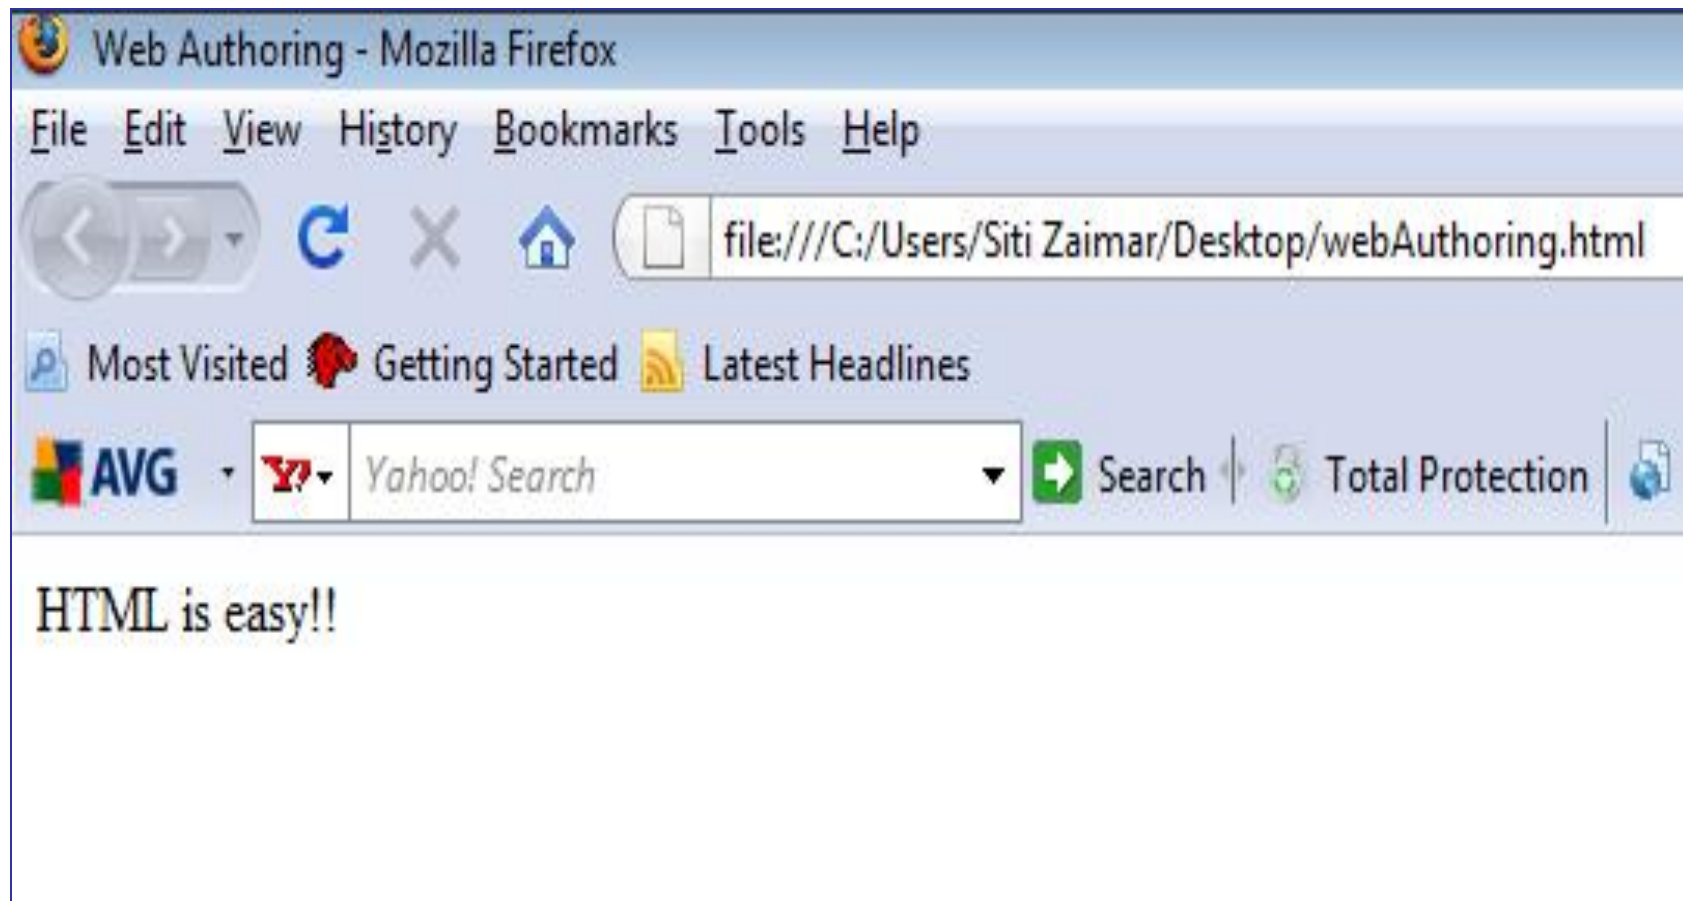 Web Authoring - Mozilla Firefox
File Edit View History Bookmarks Tools Help
file:///C:/Users/Siti Zaimar/Desktop/webAuthoring.html
Most Visited Getting Started Latest Headlines
AVG Y! Yahoo! Search Search Total Protection
HTML is easy!!